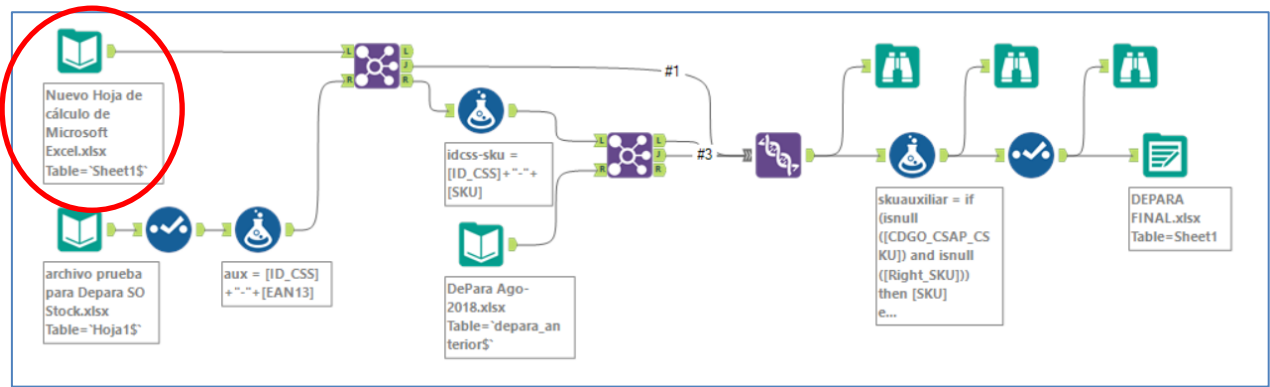 L
L
J
R
R
#1
Nuevo Hoja de
cálculo de
Microsoft
Excel.xlsx
Table=`Sheet1$`
L
L
J
#3
R
R
idcss-sku =
[ID_CSS]+"-"+
[SKU]
archivo prueba
para Depara SO
Stock.xlsx
Table=`Hoja1$`
aux = [ID_CSS]
+"-"+[EAN13]
DePara Ago-
2018.xlsx
Table=`depara_an
terior$`
skuauxiliar = if
(isnull
([CDGO_CSAP_CS
KU]) and isnull
([Right_SKU]))
then [SKU]
e...
DEPARA
FINAL.xlsx
Table=Sheet1